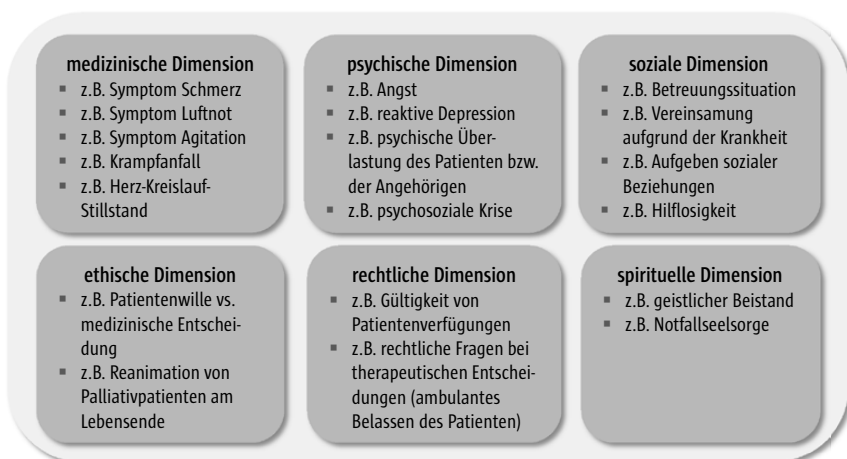 medizinische Dimension
▪ z.B. Symptom Schmerz
▪ z.B. Symptom Luftnot
▪ z.B. Symptom Agitation
▪ z.B. Krampfanfall
▪ z.B. Herz-Kreislauf-
Stillstand
psychische Dimension
▪ z.B. Angst
▪ z.B. reaktive Depression
▪ z.B. psychische Über-
lastung des Patienten bzw.
der Angehörigen
▪ z.B. psychosoziale Krise
soziale Dimension
▪ z.B. Betreuungssituation
▪ z.B. Vereinsamung
aufgrund der Krankheit
▪ z.B. Aufgeben sozialer
Beziehungen
▪ z.B. Hilflosigkeit
ethische Dimension
▪ z.B. Patientenwille vs.
medizinische Entschei-
dung
▪ z.B. Reanimation von
Palliativpatienten am
Lebensende
rechtliche Dimension
▪ z.B. Gültigkeit von
Patientenverfügungen
▪ z.B. rechtliche Fragen bei
therapeutischen Entschei-
dungen (ambulantes
Belassen des Patienten)
spirituelle Dimension
▪ z.B. geistlicher Beistand
▪ z.B. Notfallseelsorge